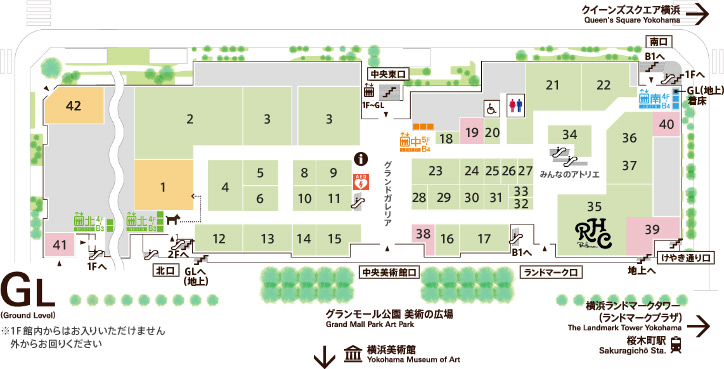 クイーンズスクエア横浜
Queen's Square Yokohama
南口
B1へ
1Fへ
GL(地上)
着床
中央東口
1F~GL
42
2
3
3
21
22
南
40
中
B4
18
19
20
34
36
みんなのアトリエ
37
1
4
5
8
9
AED
グランドガレリア
23
24
25
26
27
6
10
11
28
29
30
31
33
32
35
北
B3
北
B3
41
12
13
14
15
38
16
17
RHC
Ron Herman
39
1Fへ
2Fへ
北口
GLへ
(地上)
中央美術館口
ランドマーク口
B1へ
地上へ
けやき通り口
GL
(Ground Level)
※1F館内からはお入りいただけません
外からお回りください
グランモール公園 美術の広場
Grand Mall Park Art Park
横浜美術館
Yokohama Museum of Art
横浜ランドマークタワー
(ランドマークプラザ)
The Landmark Tower Yokohama
桜木町駅
Sakuragichō Sta.